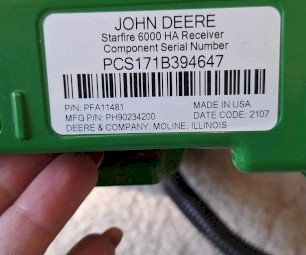 JOHN DEERE
Starfire 6000 HA Receiver
Component Serial Number
PCS171B394647
P/N: PFA11481 MADE IN USA
MFG P/N: PH90234200 DATE CODE: 2107
DEERE & COMPANY, MOLINE, ILLINOIS